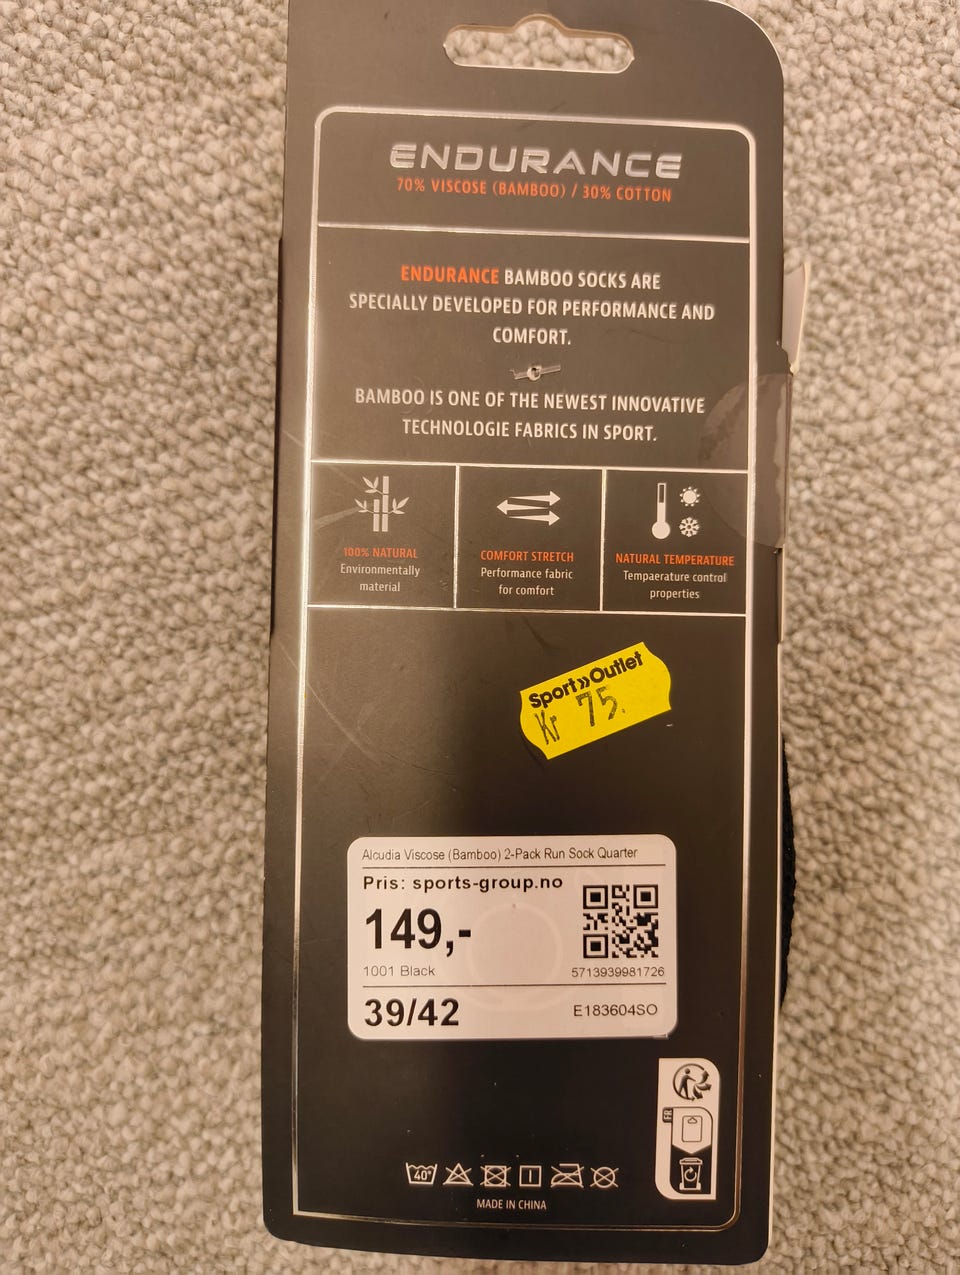 ENDURANCE
70% VISCOSE (BAMBOO) / 30% COTTON
ENDURANCE BAMBOO SOCKS ARE
SPECIALLY DEVELOPED FOR PERFORMANCE AND
COMFORT.
BAMBOO IS ONE OF THE NEWEST INNOVATIVE
TECHNOLOGIE FABRICS IN SPORT.
100% NATURAL
Environmentally
material
COMFORT STRETCH
Performance fabric
for comfort
NATURAL TEMPERATURE
Tempaerature control
properties
Sport»Outlet
Kr 75.
Alcudia Viscose (Bamboo) 2-Pack Run Sock Quarter
Pris: sports-group.no
149,-
1001 Black
5713939981726
39/42
E183604SO
FR
40°
MADE IN CHINA